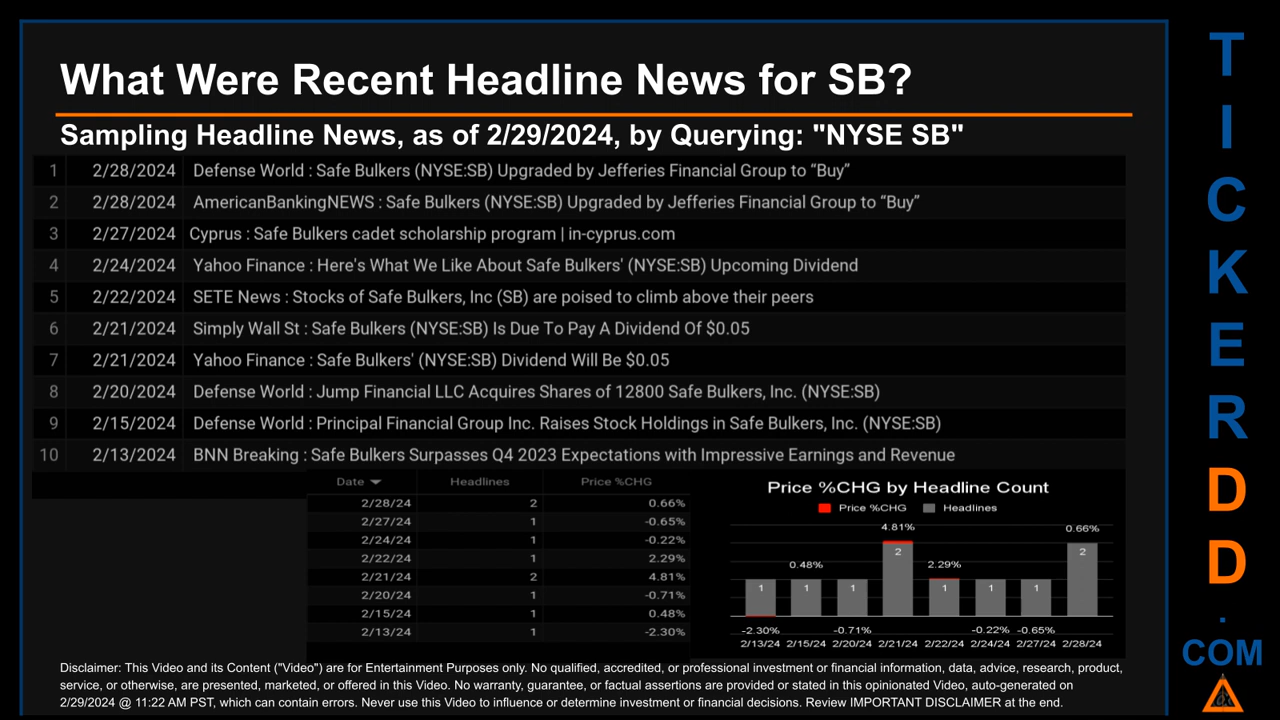 What Were Recent Headline News for SB?
Sampling Headline News, as of 2/29/2024, by Querying: "NYSE SB"
1 2/28/2024 Defense World : Safe Bulkers (NYSE:SB) Upgraded by Jefferies Financial Group to “Buy”
2 2/28/2024 AmericanBankingNEWS : Safe Bulkers (NYSE:SB) Upgraded by Jefferies Financial Group to “Buy”
3 2/27/2024 Cyprus : Safe Bulkers cadet scholarship program | in-cyprus.com
4 2/24/2024 Yahoo Finance : Here's What We Like About Safe Bulkers' (NYSE:SB) Upcoming Dividend
5 2/22/2024 SETE News : Stocks of Safe Bulkers, Inc (SB) are poised to climb above their peers
6 2/21/2024 Simply Wall St : Safe Bulkers (NYSE:SB) Is Due To Pay A Dividend Of $0.05
7 2/21/2024 Yahoo Finance : Safe Bulkers' (NYSE:SB) Dividend Will Be $0.05
8 2/20/2024 Defense World : Jump Financial LLC Acquires Shares of 12800 Safe Bulkers, Inc. (NYSE:SB)
9 2/15/2024 Defense World : Principal Financial Group Inc. Raises Stock Holdings in Safe Bulkers, Inc. (NYSE:SB)
10 2/13/2024 BNN Breaking : Safe Bulkers Surpasses Q4 2023 Expectations with Impressive Earnings and Revenue
Date Headlines Price %CHG
2/28/24 2 0.66%
2/27/24 1 -0.65%
2/24/24 1 -0.22%
2/22/24 1 2.29%
2/21/24 2 4.81%
2/20/24 1 -0.71%
2/15/24 1 0.48%
2/13/24 1 -2.30%
Price %CHG by Headline Count
Price %CHG Headlines
4.81% 0.66%
0.48% 2.29%
2 2
1 1 1 1 1 1
-2.30% -0.71% -0.22% -0.65%
2/13/24 2/15/24 2/20/24 2/21/24 2/22/24 2/24/24 2/27/24 2/28/24
Disclaimer: This Video and its Content ("Video") are for Entertainment Purposes only. No qualified, accredited, or professional investment or financial information, data, advice, research, product,
service, or otherwise, are presented, marketed, or offered in this Video. No warranty, guarantee, or factual assertions are provided or stated in this opinionated Video, auto-generated on
2/29/2024 @ 11:22 AM PST, which can contain errors. Never use this Video to influence or determine investment or financial decisions. Review IMPORTANT DISCLAIMER at the end.
T
I
C
K
E
R
D
D
.
COM